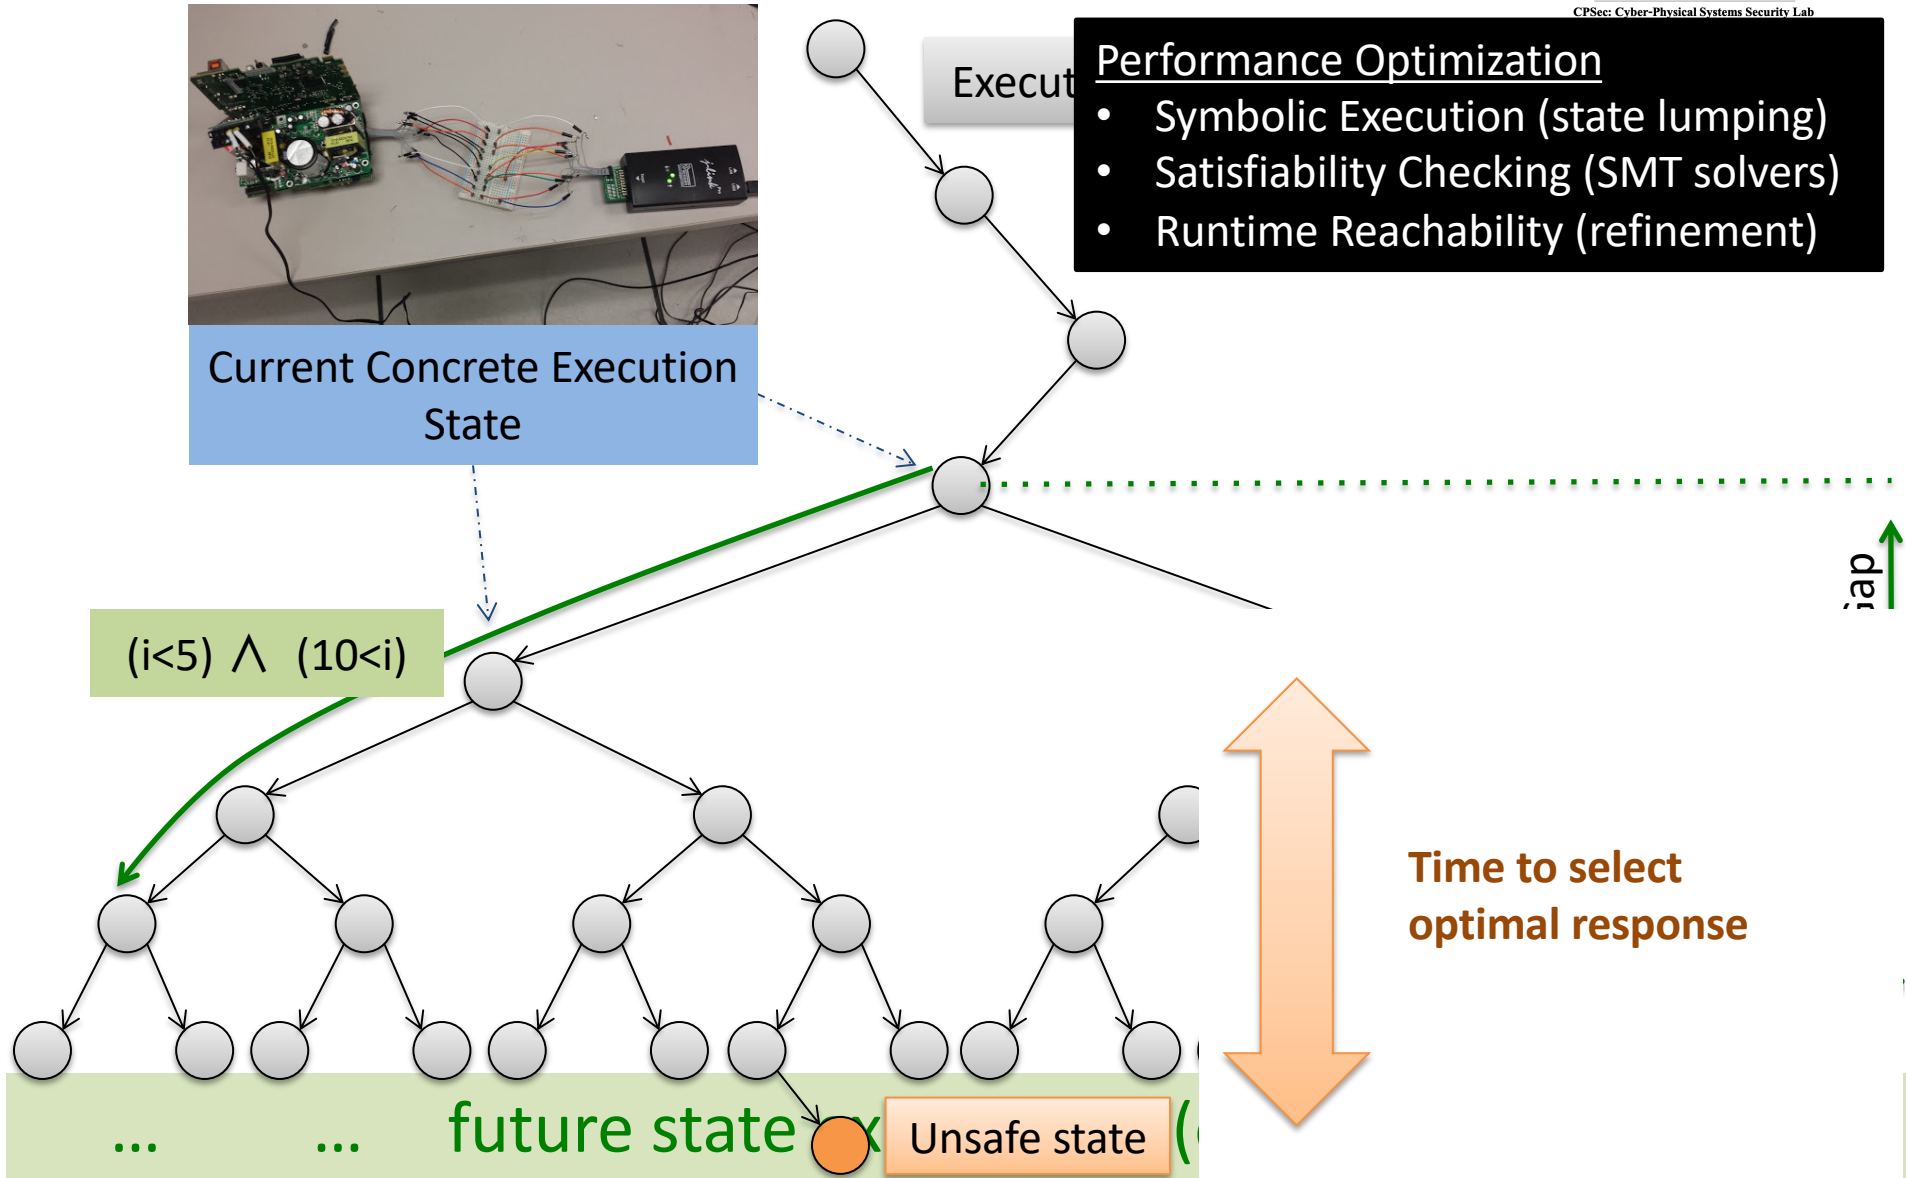 CPSec: Cyber-Physical Systems Security Lab
Performance Optimization
• Symbolic Execution (state lumping)
• Satisfiability Checking (SMT solvers)
• Runtime Reachability (refinement)
Execut
Current Concrete Execution
State
(i<5) ∧ (10<i)
Time to select
optimal response
... ... future state
Unsafe state